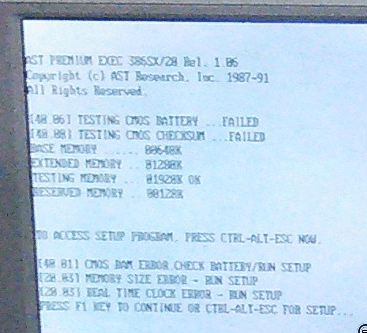 AST PREMIUM EXEC 386SX/20 Rel. 1.06
Copyright (c) AST Research, Inc. 1987-91
All Rights Reserved.
[40.06] TESTING CMOS BATTERY ...FAILED
[40.08] TESTING CMOS CHECKSUM ...FAILED
BASE MEMORY ...... 00640K
EXTENDED MEMORY .. 01280K
TESTING MEMORY ... 01920K OK
RESERVED MEMORY .. 00128K
TO ACCESS SETUP PROGRAM, PRESS CTRL-ALT-ESC NOW.
[40.01] CMOS RAM ERROR CHECK BATTERY/RUN SETUP
[20.03] MEMORY SIZE ERROR - RUN SETUP
[20.03] REAL TIME CLOCK ERROR - RUN SETUP
PRESS F1 KEY TO CONTINUE OR CTRL-ALT-ESC FOR SETUP...